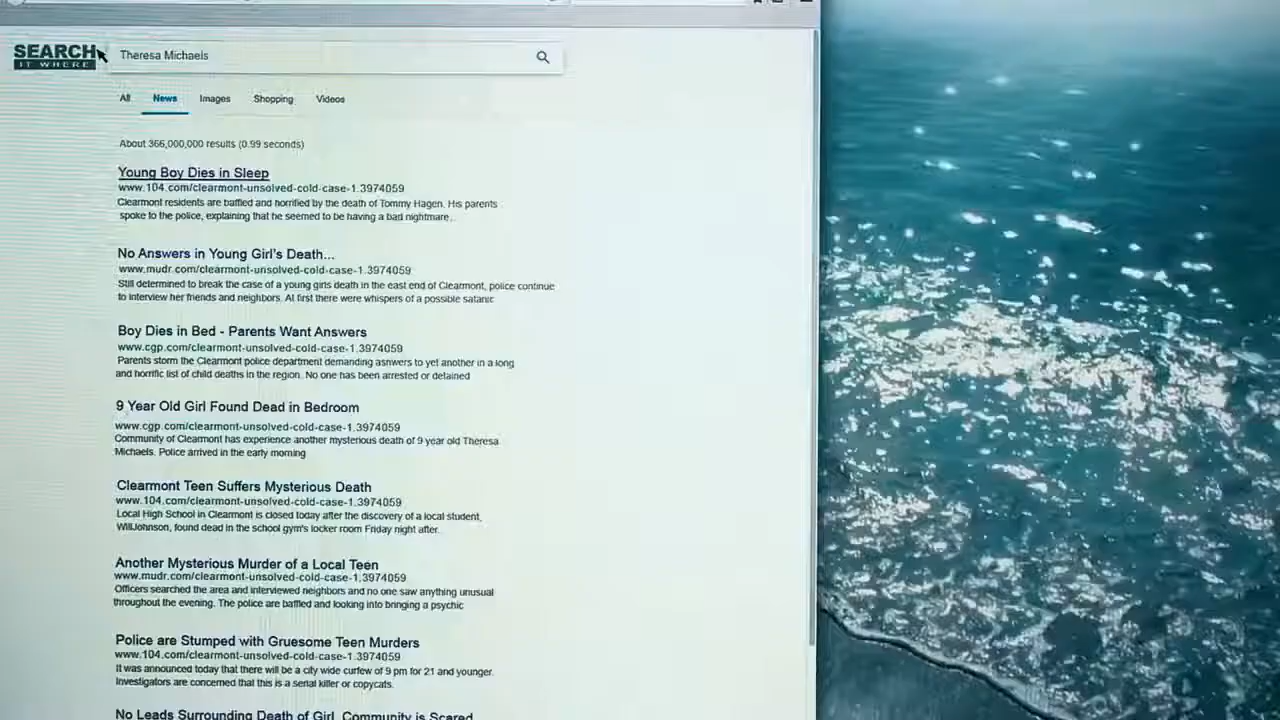 SEARCH
IT WHERE
Theresa Michaels
All News Images Shopping Videos
About 366,000,000 results (0.99 seconds)
Young Boy Dies in Sleep
www.104.com/clearmont-unsolved-cold-case-1.3974059
Clearmont residents are baffled and horrified by the death of Tommy Hagen. His parents
spoke to the police, explaining that he seemed to be having a bad nightmare...
No Answers in Young Girl's Death...
www.mudr.com/clearmont-unsolved-cold-case-1.3974059
Still determined to break the case of a young girls death in the east end of Clearmont, police continue
to interview her friends and neighbors. At first there were whispers of a possible satanic
Boy Dies in Bed - Parents Want Answers
www.cgp.com/clearmont-unsolved-cold-case-1.3974059
Parents storm the Clearmont police department demanding asnwers to yet another in a long
and horrific list of child deaths in the region. No one has been arrested or detained
9 Year Old Girl Found Dead in Bedroom
www.cgp.com/clearmont-unsolved-cold-case-1.3974059
Community of Clearmont has experience another mysterious death of 9 year old Theresa
Michaels. Police arrived in the early morning
Clearmont Teen Suffers Mysterious Death
www.104.com/clearmont-unsolved-cold-case-1.3974059
Local High School in Clearmont is closed today after the discovery of a local student,
WillJohnson, found dead in the school gym's locker room Friday night after.
Another Mysterious Murder of a Local Teen
www.mudr.com/clearmont-unsolved-cold-case-1.3974059
Officers searched the area and interviewed neighbors and no one saw anything unusual
throughout the evening. The police are baffled and looking into bringing a psychic
Police are Stumped with Gruesome Teen Murders
www.104.com/clearmont-unsolved-cold-case-1.3974059
It was announced today that there will be a city wide curfew of 9 pm for 21 and younger.
Investigators are concerned that this is a serial killer or copycats.
No Leads Surrounding Death of Girl, Community is Scared